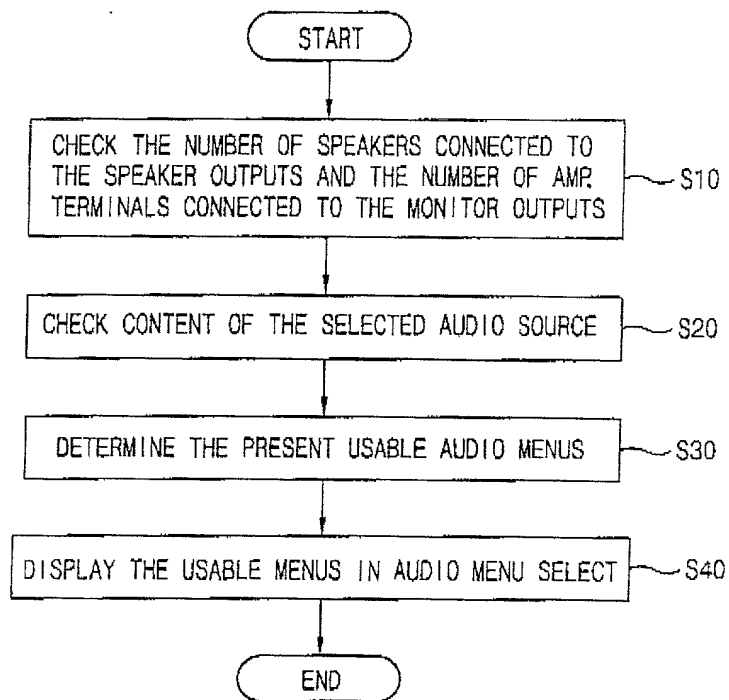 START
CHECK THE NUMBER OF SPEAKERS CONNECTED TO
THE SPEAKER OUTPUTS AND THE NUMBER OF AMP.
TERMINALS CONNECTED TO THE MONITOR OUTPUTS
S10
CHECK CONTENT OF THE SELECTED AUDIO SOURCE
S20
DETERMINE THE PRESENT USABLE AUDIO MENUS
S30
DISPLAY THE USABLE MENUS IN AUDIO MENU SELECT
S40
END